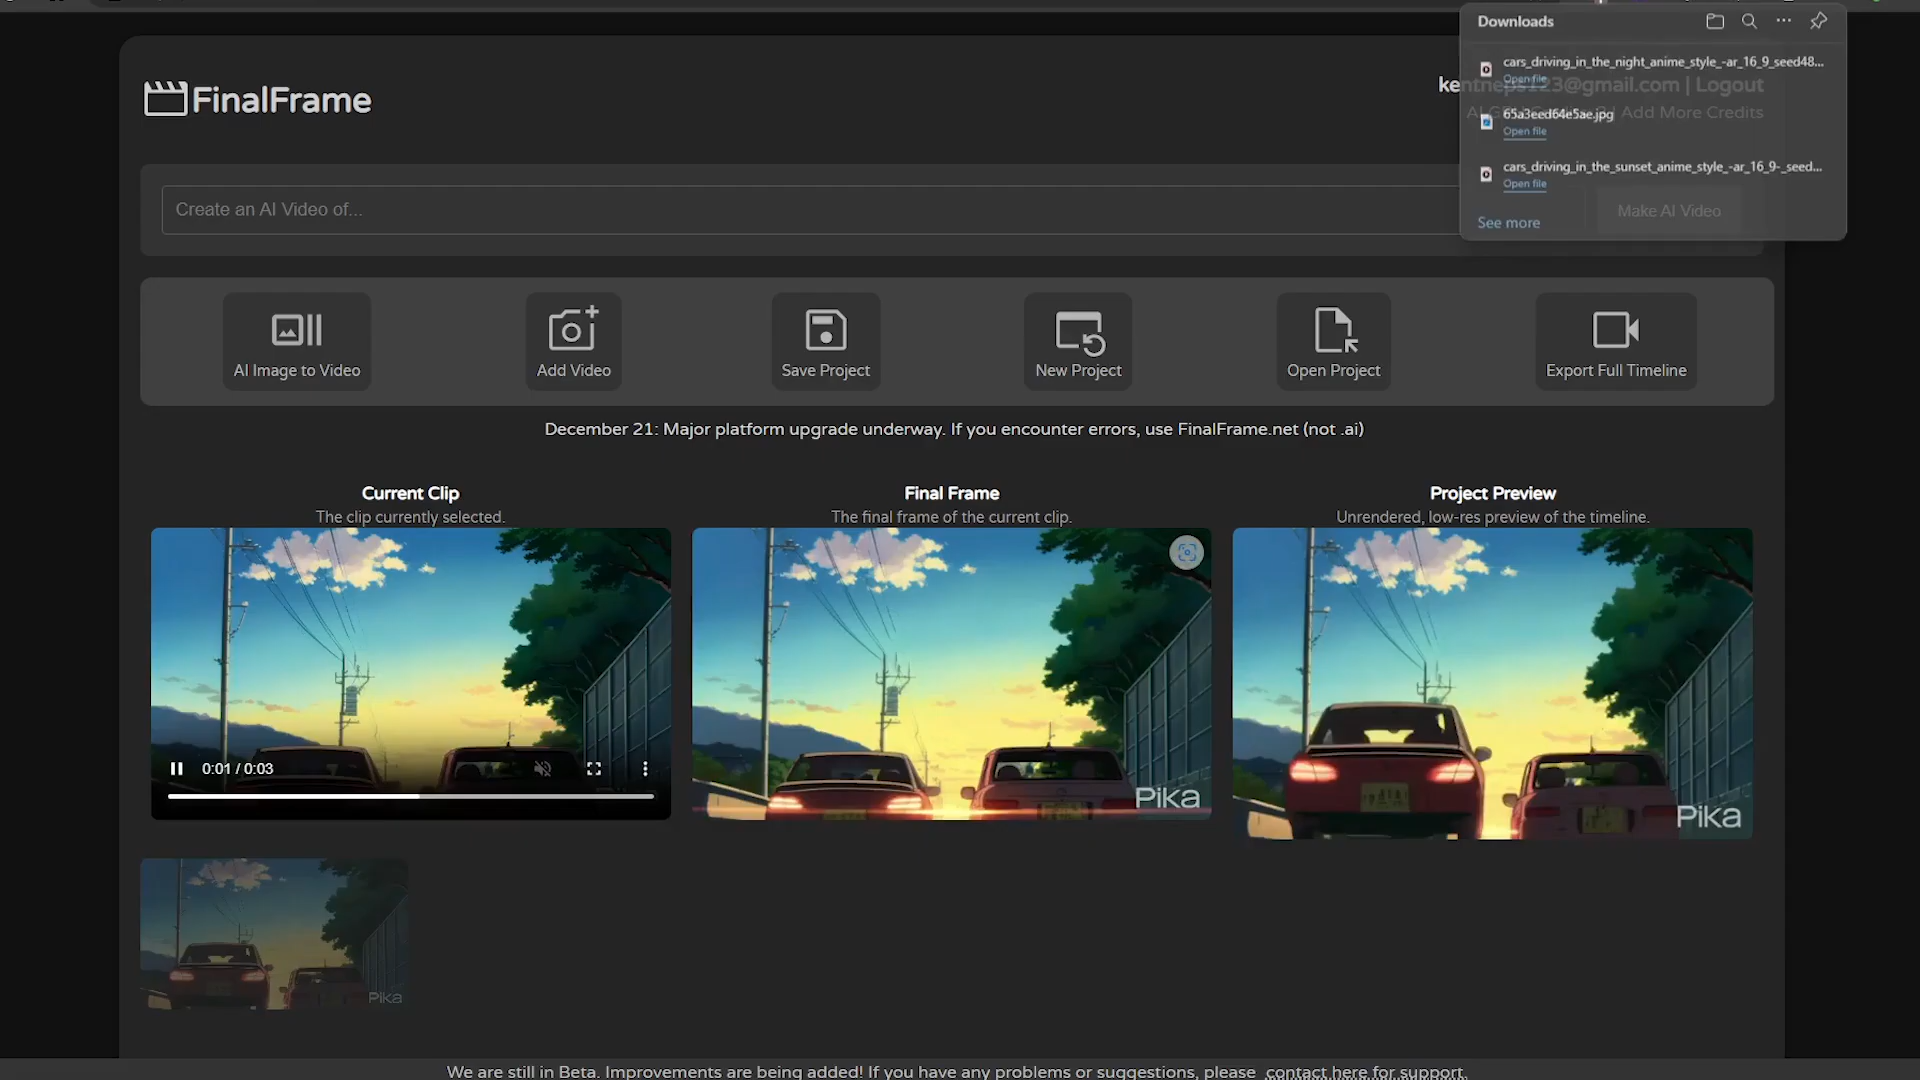 Downloads
cars_driving_in_the_night_anime_style_-ar_16_9_seed48...
Open file
65a3eed64e5ae.jpg
Open file
cars_driving_in_the_sunset_anime_style_-ar_16_9-_seed...
Open file
See more
FinalFrame
| Logout
Add More Credits
Create an AI Video of...
Make AI Video
AI Image to Video
Add Video
Save Project
New Project
Open Project
Export Full Timeline
December 21: Major platform upgrade underway. If you encounter errors, use FinalFrame.net (not .ai)
Current Clip
The clip currently selected.
Final Frame
The final frame of the current clip.
Project Preview
Unrendered, low-res preview of the timeline.
0:01 / 0:03
Pika
Pika
Pika
We are still in Beta. Improvements are being added! If you have any problems or suggestions, please contact here for support.